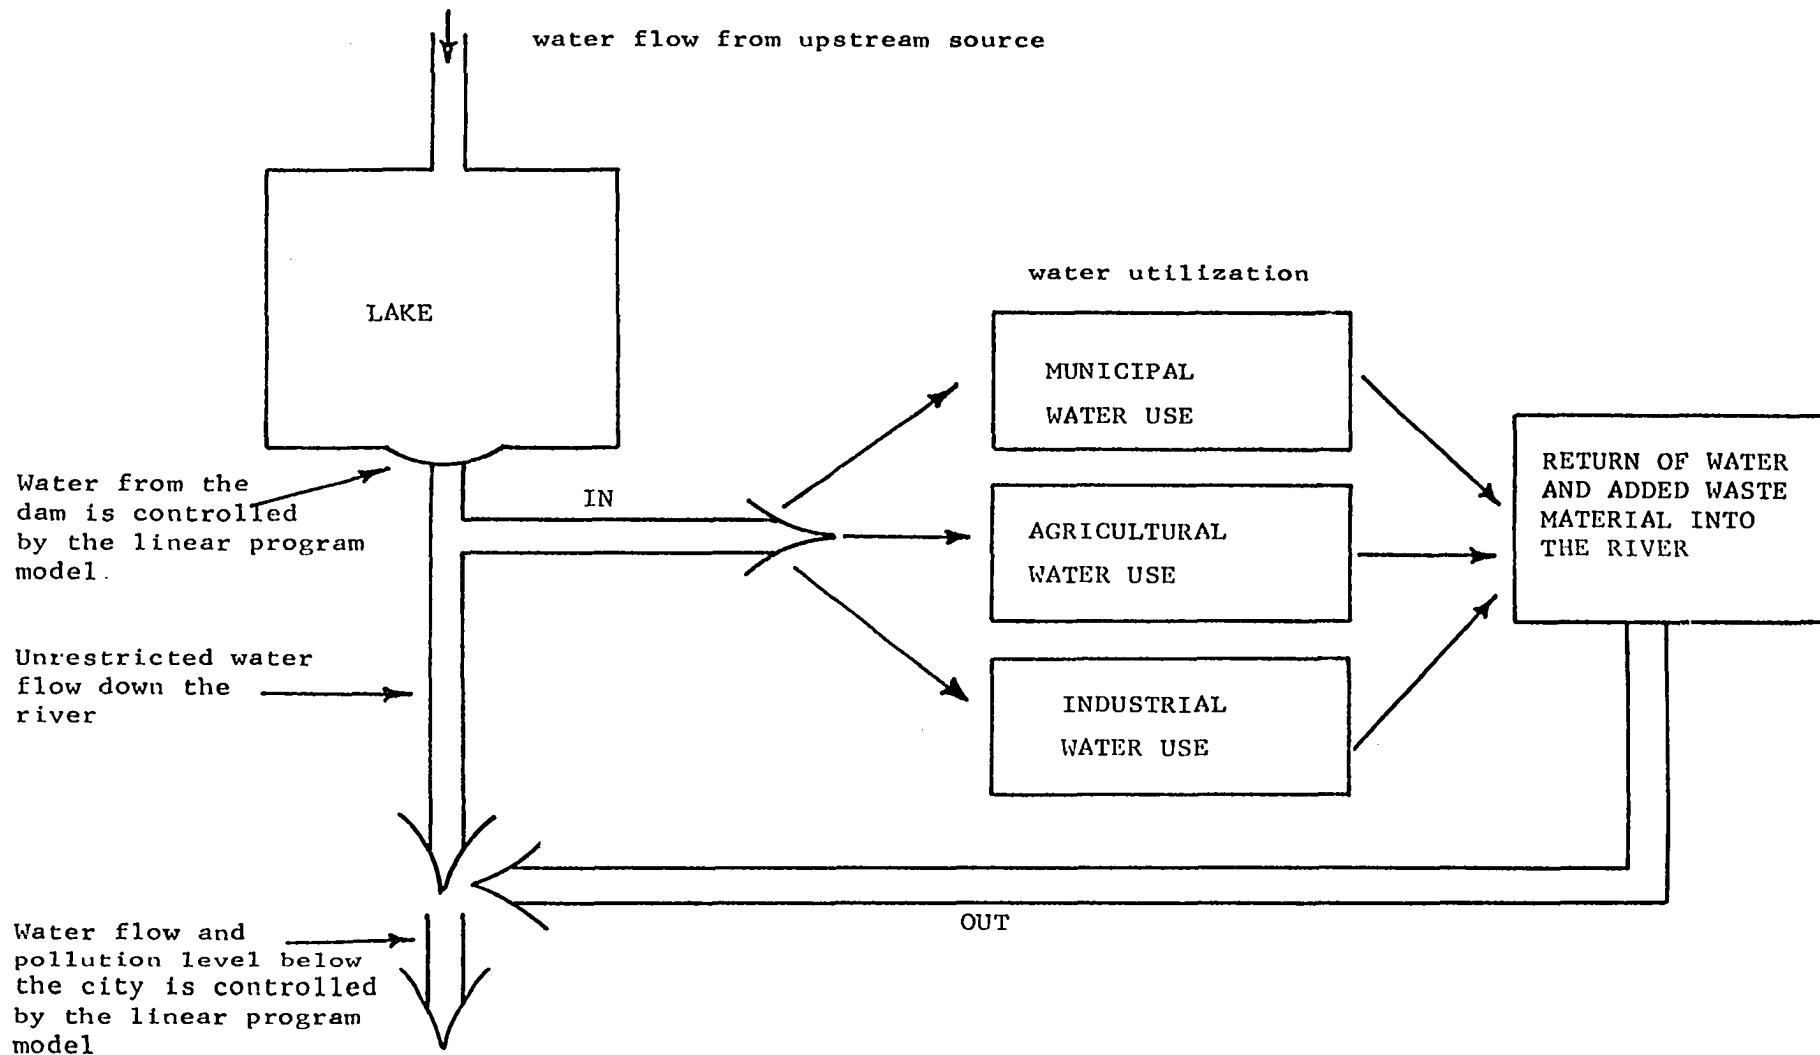 water flow from upstream source
LAKE
water utilization
MUNICIPAL
WATER USE
AGRICULTURAL
WATER USE
INDUSTRIAL
WATER USE
RETURN OF WATER
AND ADDED WASTE
MATERIAL INTO
THE RIVER
IN
Water from the
dam is controlled
by the linear program
model.
Unrestricted water
flow down the
river
OUT
Water flow and
pollution level below
the city is controlled
by the linear program
model